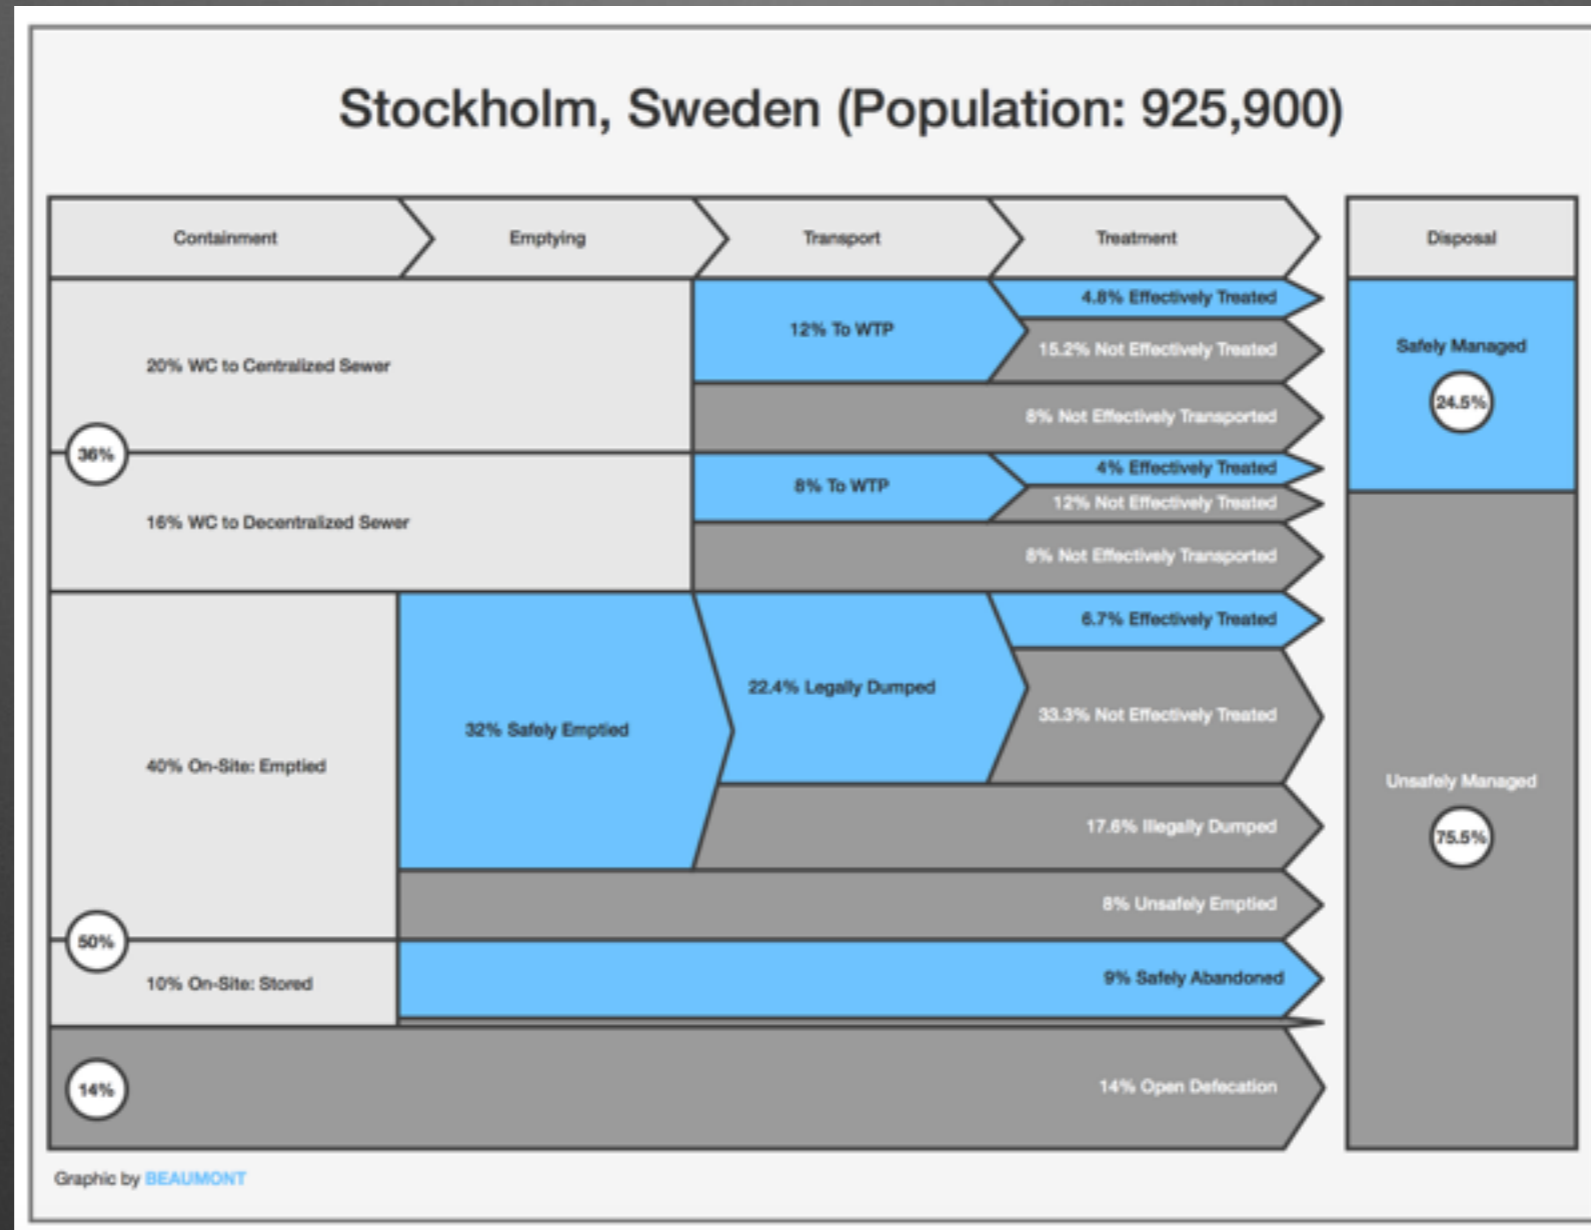 Stockholm, Sweden (Population: 925,900)
Containment
Emptying
Transport
Treatment
Disposal
20% WC to Centralized Sewer
12% To WTP
4.8% Effectively Treated
15.2% Not Effectively Treated
8% Not Effectively Transported
36%
16% WC to Decentralized Sewer
8% To WTP
4% Effectively Treated
12% Not Effectively Treated
8% Not Effectively Transported
40% On-Site: Emptied
32% Safely Emptied
22.4% Legally Dumped
6.7% Effectively Treated
33.3% Not Effectively Treated
17.6% Illegally Dumped
8% Unsafely Emptied
50%
10% On-Site: Stored
9% Safely Abandoned
14%
14% Open Defecation
Safely Managed
24.5%
Unsafely Managed
75.5%
Graphic by BEAUMONT